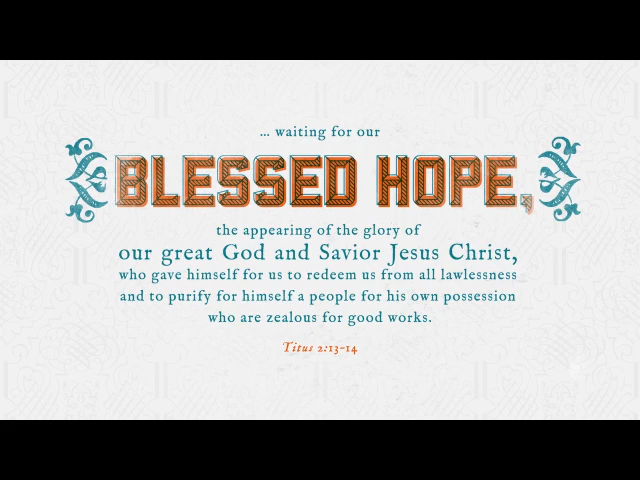 ... waiting for our
BLESSED HOPE,
the appearing of the glory of
our great God and Savior Jesus Christ,
who gave himself for us to redeem us from all lawlessness
and to purify for himself a people for his own possession
who are zealous for good works.
Titus 2:13–14